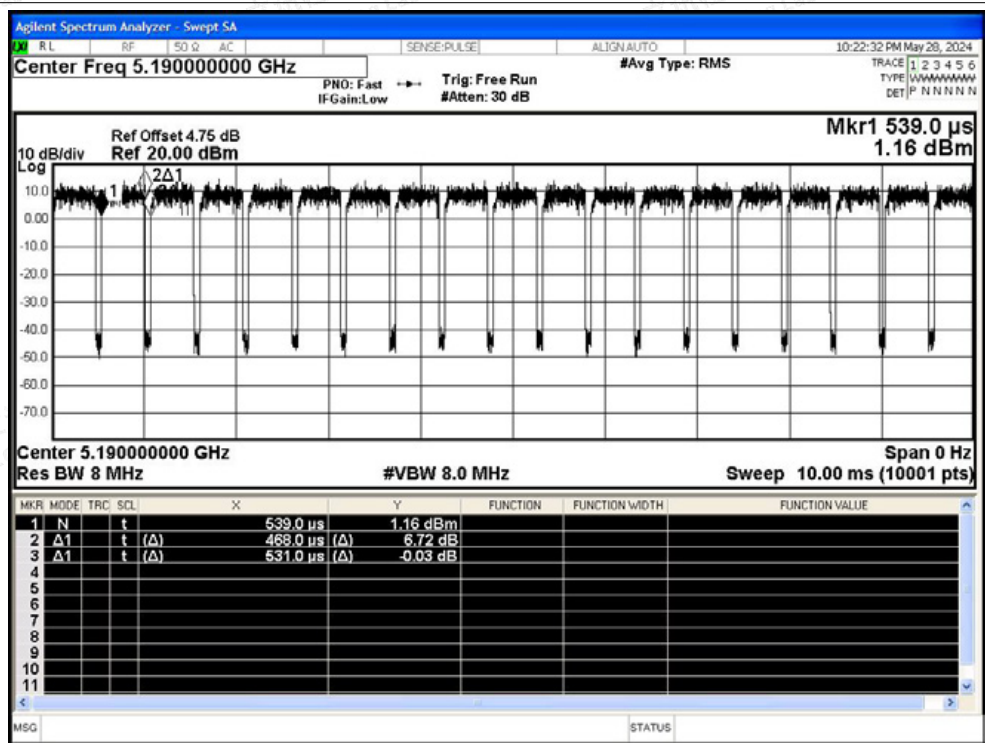 Agilent Spectrum Analyzer - Swept SA
RL RF 50 Ω AC SENSE:PULSE ALIGN AUTO 10:22:32 PM May 28, 2024
Center Freq 5.190000000 GHz #Avg Type: RMS TRACE 1 2 3 4 5 6
PNO: Fast Trig: Free Run TYPE WWWWWW
IFGain:Low #Atten: 30 dB DET P N N N N N
Mkr1 539.0 µs
Ref Offset 4.75 dB
10 dB/div Ref 20.00 dBm 1.16 dBm
Log
2Δ1
10.0
1
0.00
-10.0
-20.0
-30.0
-40.0
-50.0
-60.0
-70.0
Center 5.190000000 GHz Span 0 Hz
Res BW 8 MHz #VBW 8.0 MHz Sweep 10.00 ms (10001 pts)
MKR MODE TRC SCL X Y FUNCTION FUNCTION WIDTH FUNCTION VALUE
1 N t 539.0 µs 1.16 dBm
2 Δ1 t (Δ) 468.0 µs (Δ) 6.72 dB
3 Δ1 t (Δ) 531.0 µs (Δ) -0.03 dB
4
5
6
7
8
9
10
11
MSG STATUS